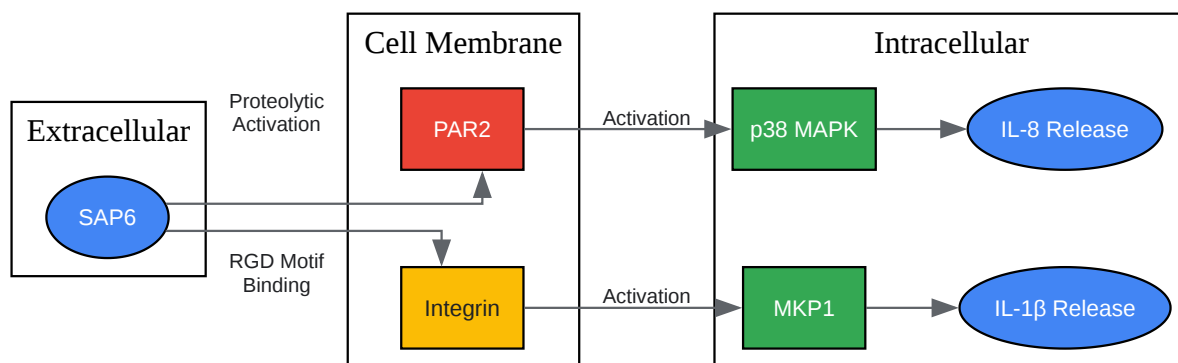 Cell Membrane
Intracellular
Extracellular
Proteolytic
Activation
PAR2
Activation
p38 MAPK
IL-8 Release
SAP6
RGD Motif
Binding
Integrin
Activation
MKP1
IL-1β Release